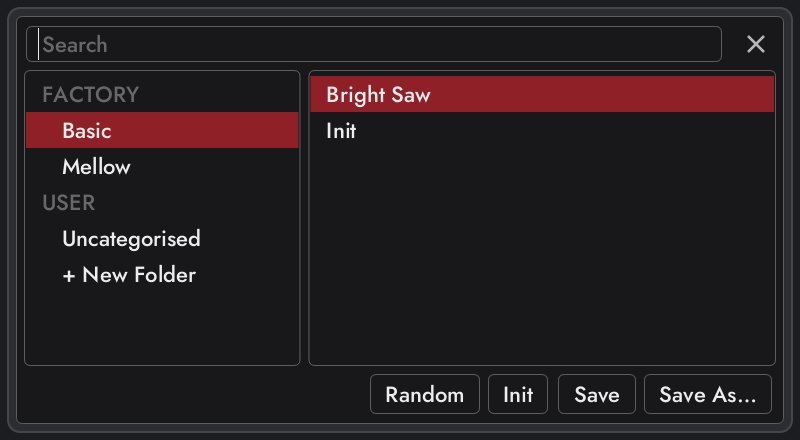 Search
FACTORY
Basic
Mellow
USER
Uncategorised
+ New Folder
Bright Saw
Init
Random
Init
Save
Save As...